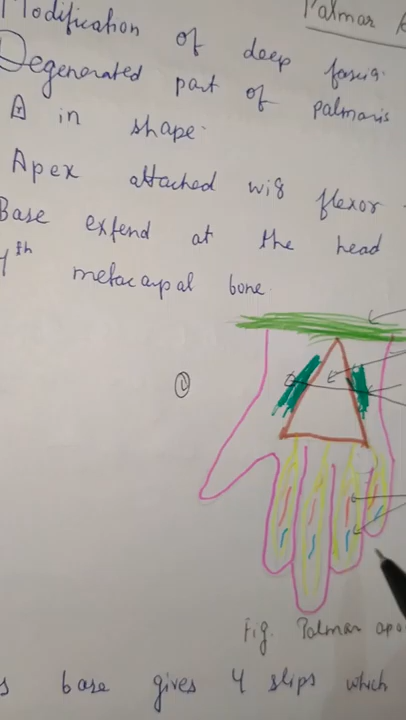 Palmar
Modification of deep fascia.
Degenerated part of palmaris
Δ in shape.
Apex attached wi8 flexor
Base extend at the head
4th metacarpal bone.
Fig. Palmar apo
s base gives 4 slips which